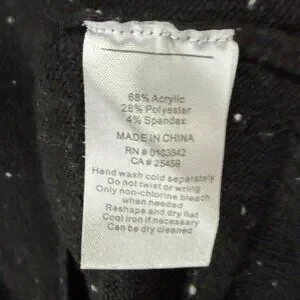 68% Acrylic
28% Polyester
4% Spandex
MADE IN CHINA
RN # 0103542
CA # 25459
Hand wash cold separately
Do not twist or wring
Only non-chlorine bleach
when needed
Reshape and dry flat
Cool iron if necessary
Can be dry cleaned